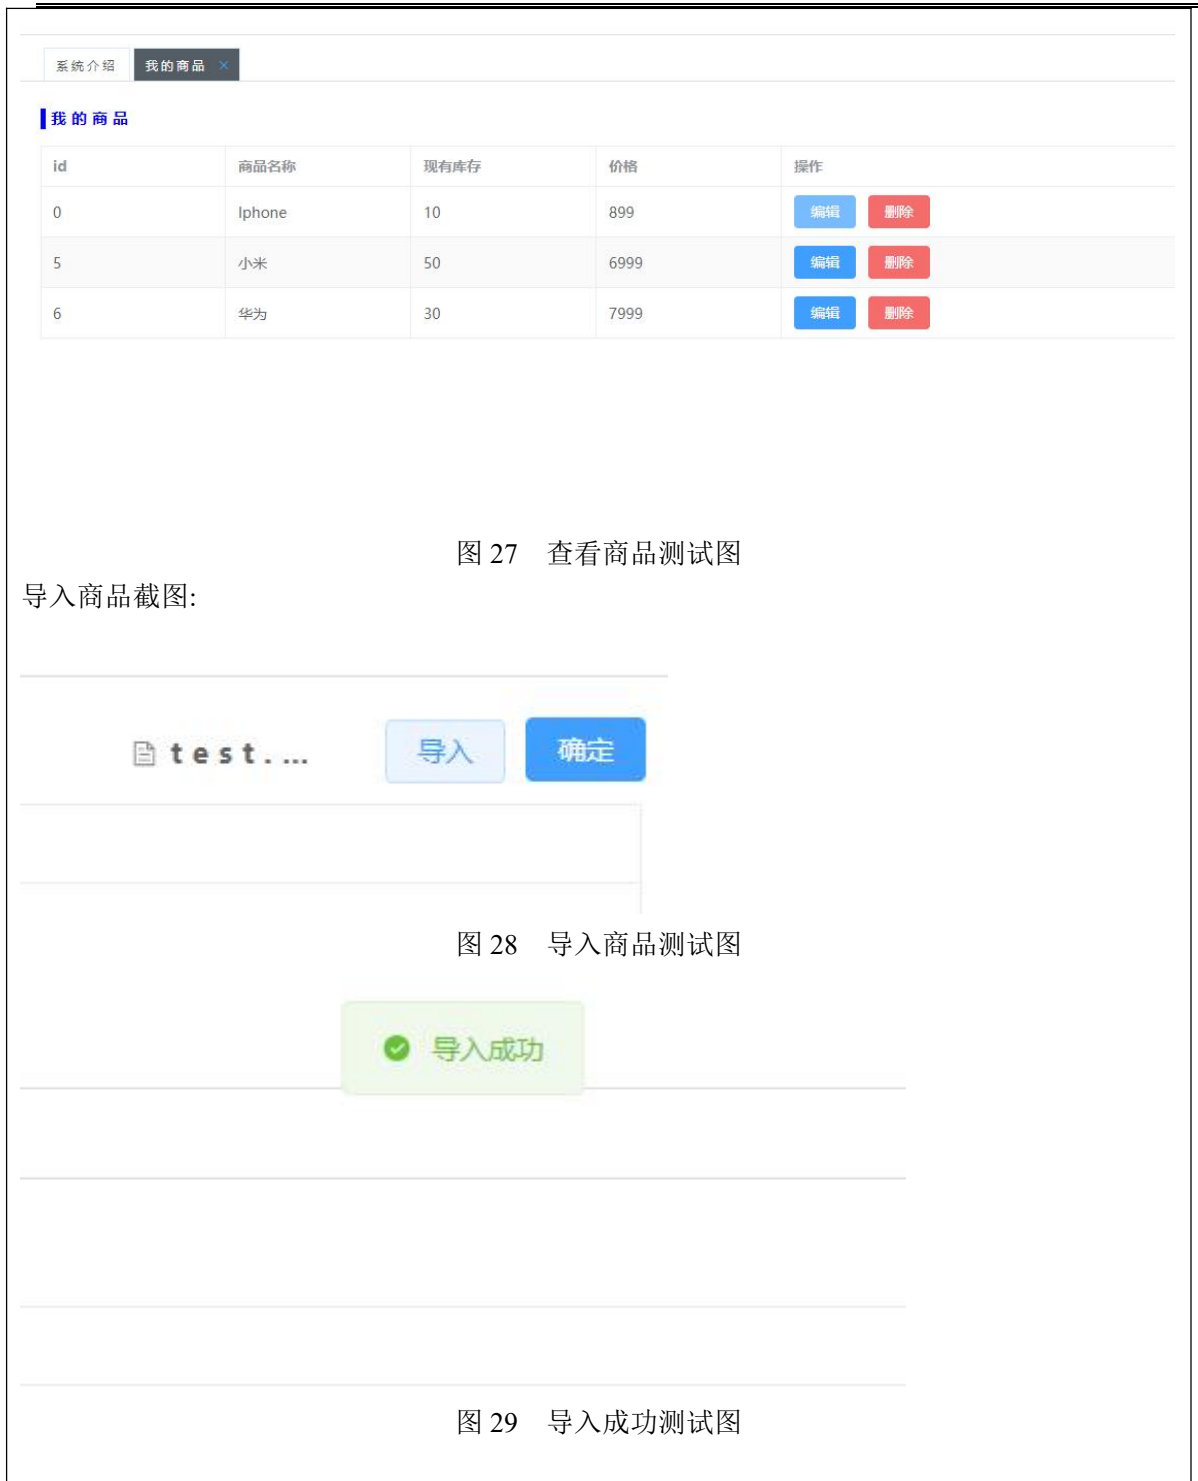 系统介绍 我的商品 ×
我的商品
id 商品名称 现有库存 价格 操作
0 Iphone 10 899 编辑 删除
5 小米 50 6999 编辑 删除
6 华为 30 7999 编辑 删除
图 27 查看商品测试图
导入商品截图:
test.... 导入 确定
图 28 导入商品测试图
导入成功
图 29 导入成功测试图